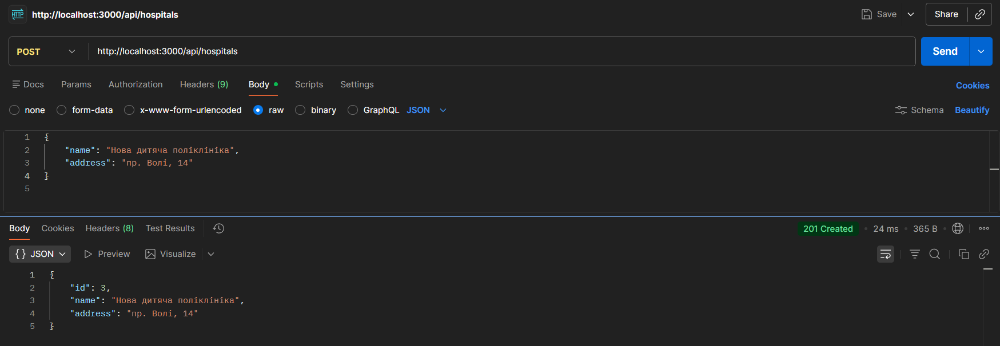 HTTP http://localhost:3000/api/hospitals Save Share
POST http://localhost:3000/api/hospitals Send
Docs Params Authorization Headers (9) Body Scripts Settings Cookies
none form-data x-www-form-urlencoded raw binary GraphQL JSON Schema Beautify
1 {
2 "name": "Нова дитяча поліклініка",
3 "address": "пр. Волі, 14"
4 }
5
Body Cookies Headers (8) Test Results 201 Created • 24 ms • 365 B •
{} JSON Preview Visualize
1 {
2 "id": 3,
3 "name": "Нова дитяча поліклініка",
4 "address": "пр. Волі, 14"
5 }